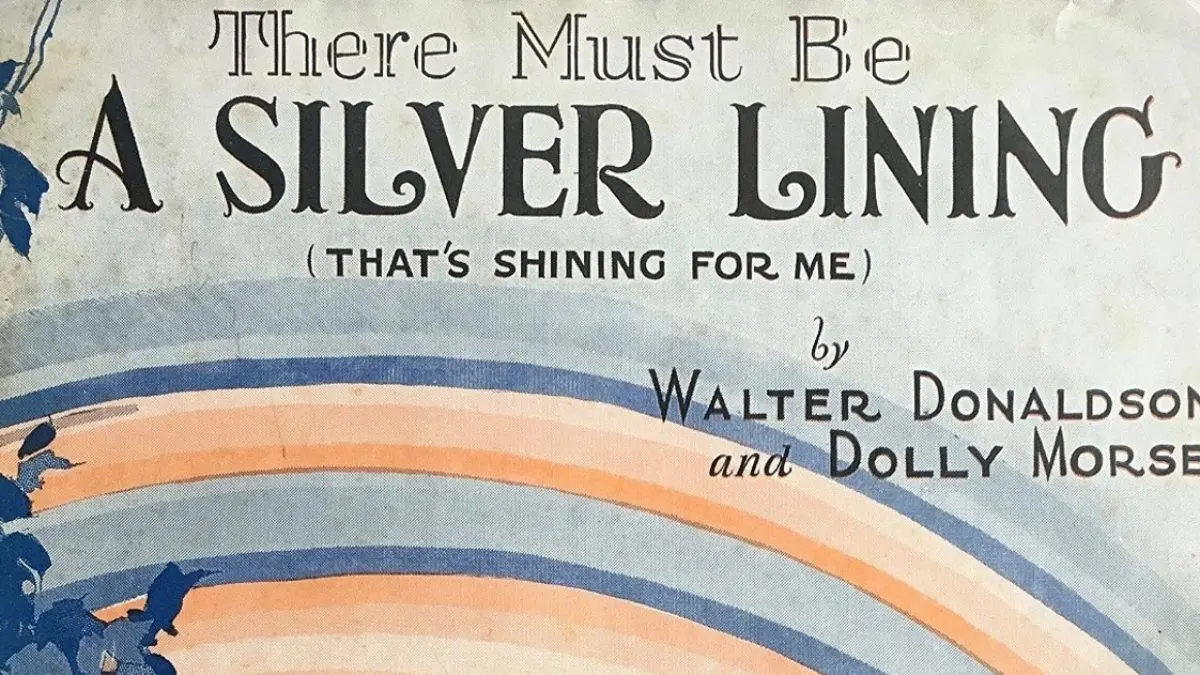 There Must Be
A SILVER LINING
(THAT'S SHINING FOR ME)
by
WALTER DONALDSON
and DOLLY MORSE